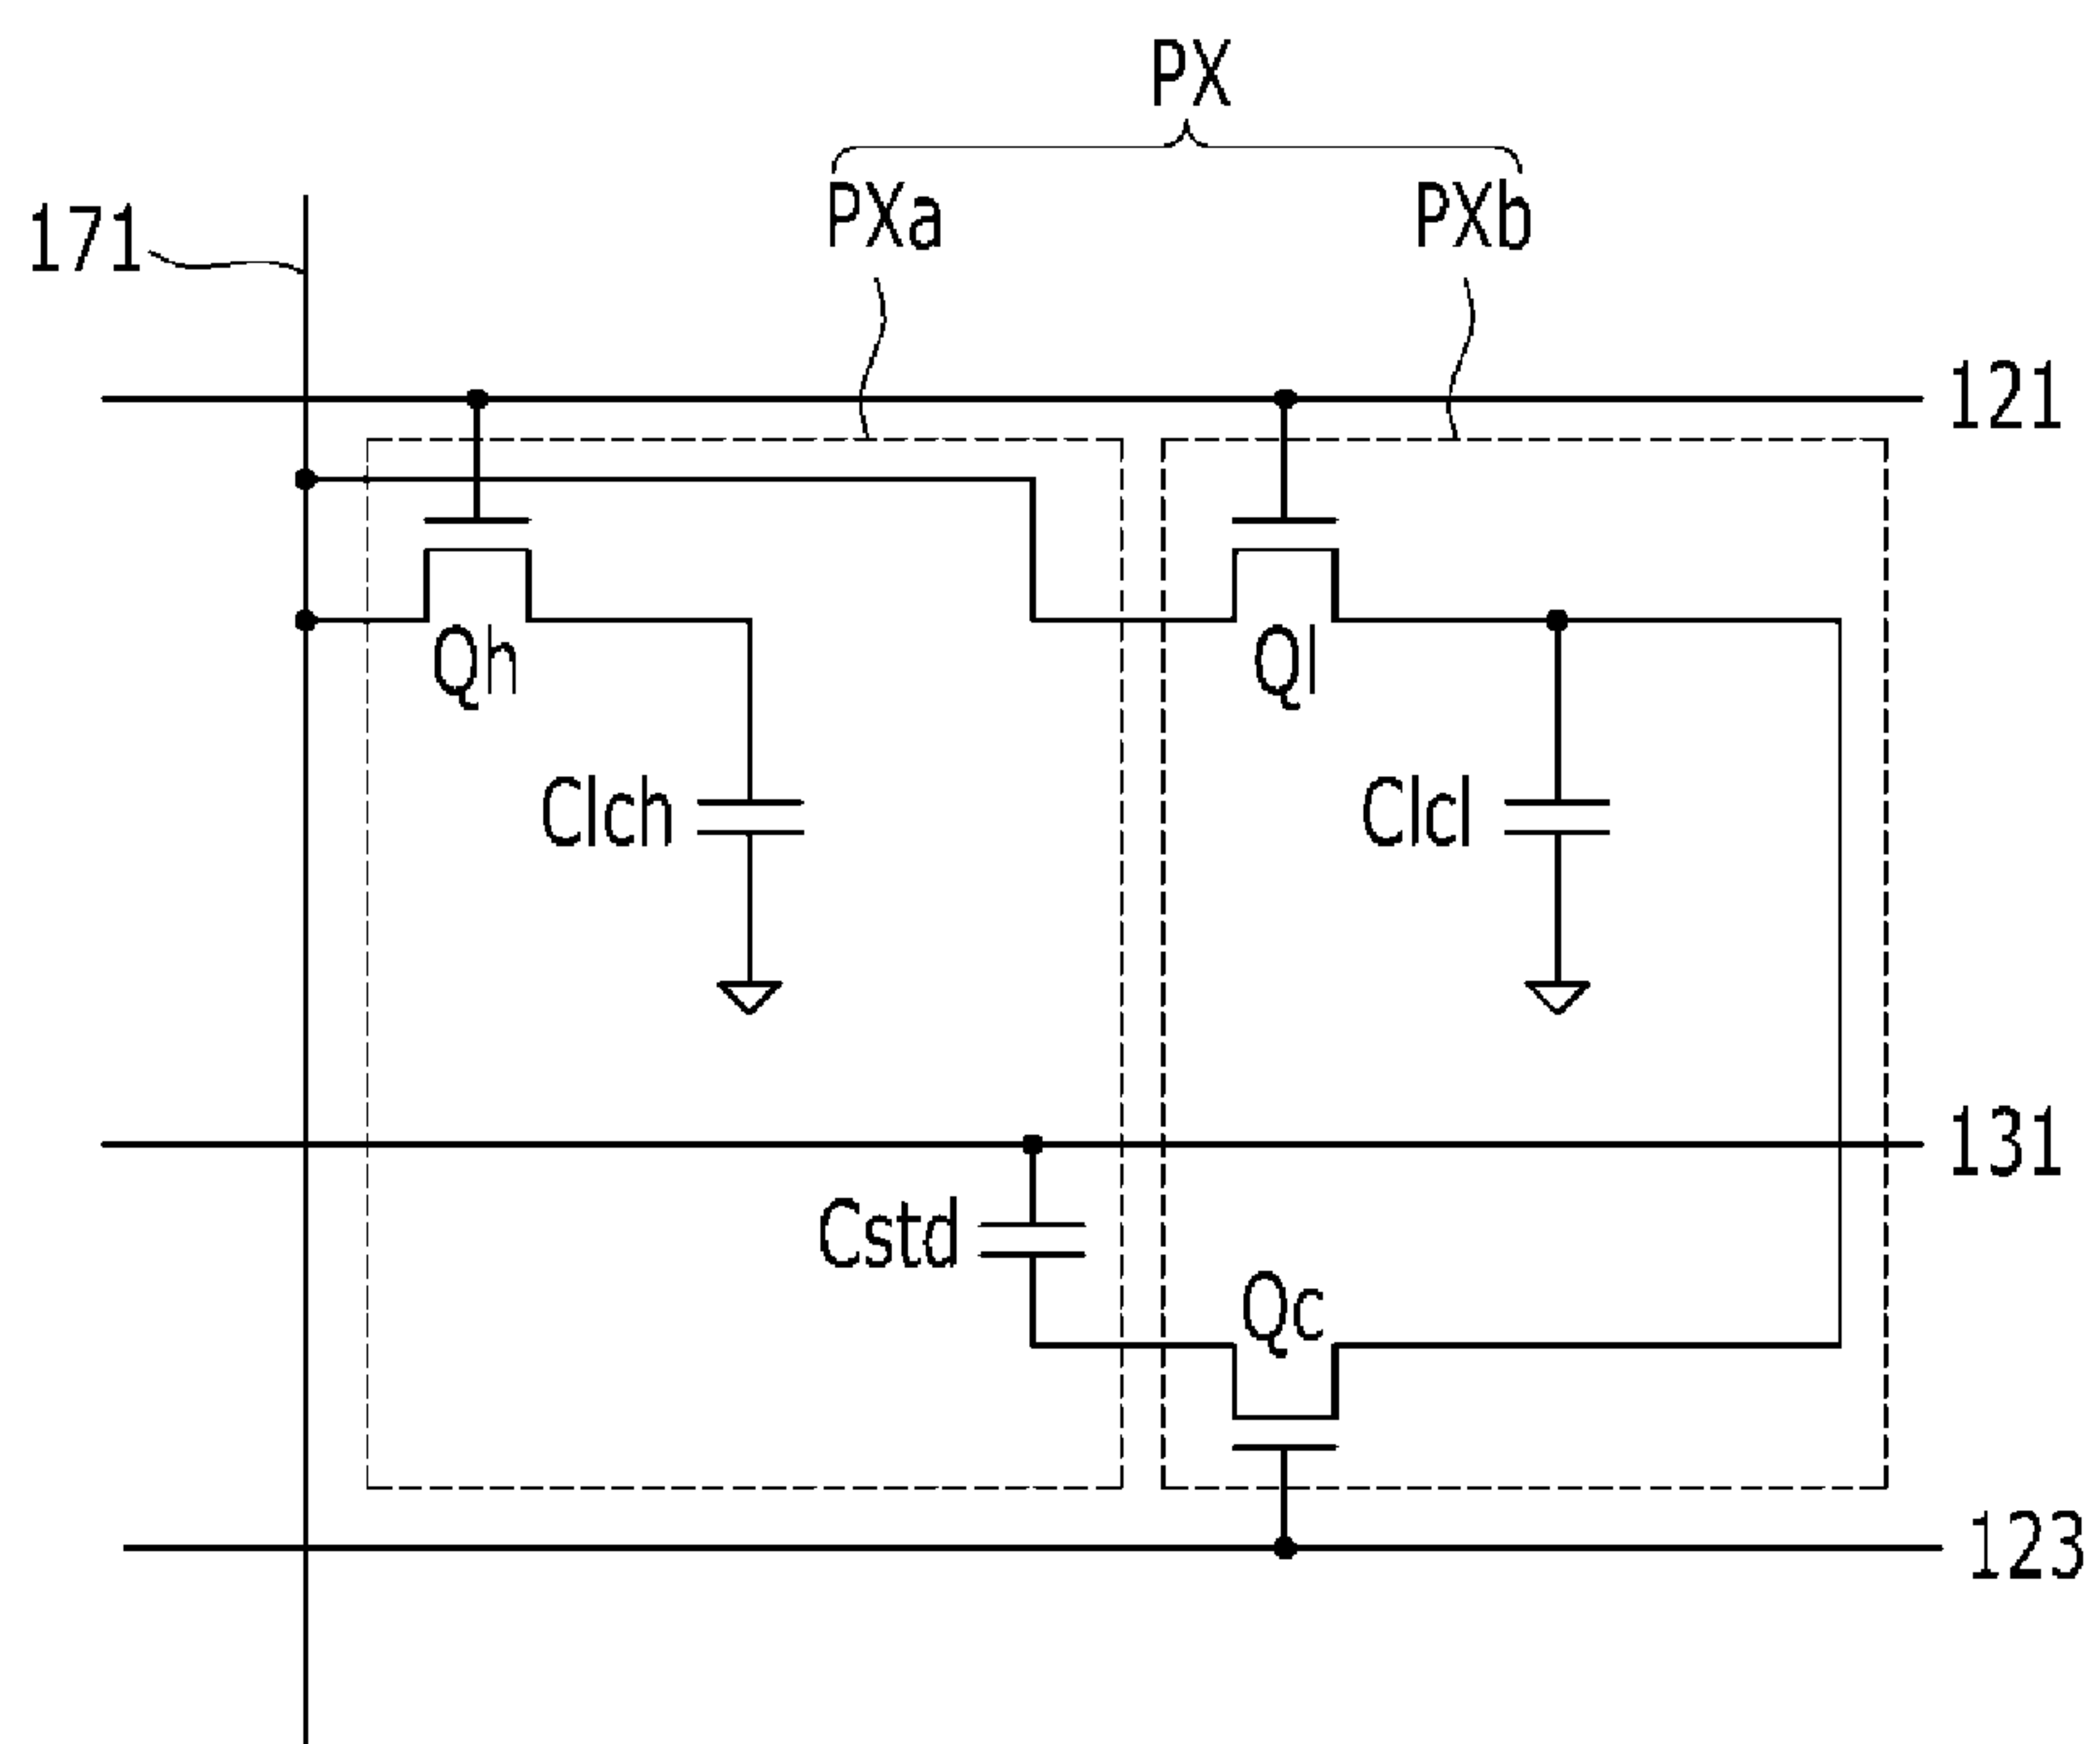 PX
PXa PXb
171
121
Qh Ql
Clch Clcl
131
Cstd
Qc
123